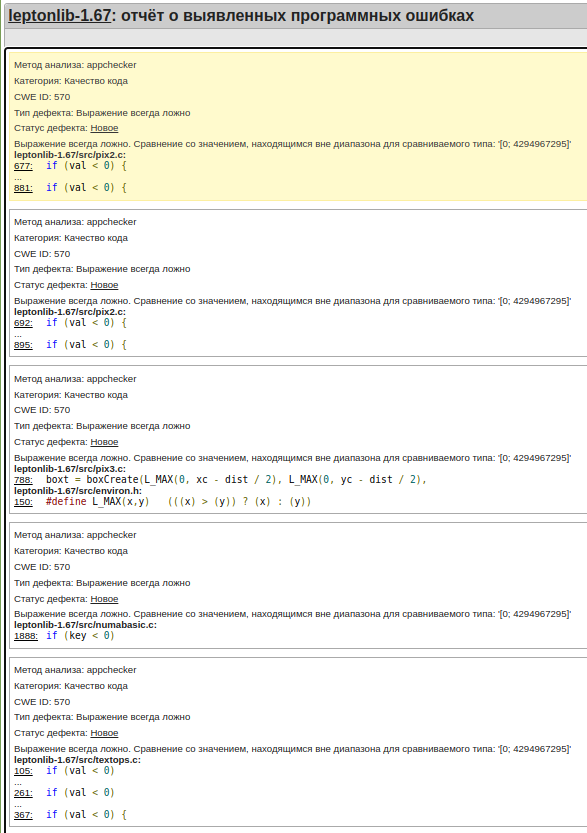 leptonlib-1.67: отчёт о выявленных программных ошибках
Метод анализа: appchecker
Категория: Качество кода
CWE ID: 570
Тип дефекта: Выражение всегда ложно
Статус дефекта: Новое
Выражение всегда ложно. Сравнение со значением, находящимся вне диапазона для сравниваемого типа: '[0; 4294967295]'
leptonlib-1.67/src/pix2.c:
677: if (val < 0) {
...
881: if (val < 0) {
Метод анализа: appchecker
Категория: Качество кода
CWE ID: 570
Тип дефекта: Выражение всегда ложно
Статус дефекта: Новое
Выражение всегда ложно. Сравнение со значением, находящимся вне диапазона для сравниваемого типа: '[0; 4294967295]'
leptonlib-1.67/src/pix2.c:
692: if (val < 0) {
...
895: if (val < 0) {
Метод анализа: appchecker
Категория: Качество кода
CWE ID: 570
Тип дефекта: Выражение всегда ложно
Статус дефекта: Новое
Выражение всегда ложно. Сравнение со значением, находящимся вне диапазона для сравниваемого типа: '[0; 4294967295]'
leptonlib-1.67/src/pix3.c:
788: boxt = boxCreate(L_MAX(0, xc - dist / 2), L_MAX(0, yc - dist / 2),
leptonlib-1.67/src/environ.h:
150: #define L_MAX(x,y) (((x) > (y)) ? (x) : (y))
Метод анализа: appchecker
Категория: Качество кода
CWE ID: 570
Тип дефекта: Выражение всегда ложно
Статус дефекта: Новое
Выражение всегда ложно. Сравнение со значением, находящимся вне диапазона для сравниваемого типа: '[0; 4294967295]'
leptonlib-1.67/src/numabasic.c:
1888: if (key < 0)
Метод анализа: appchecker
Категория: Качество кода
CWE ID: 570
Тип дефекта: Выражение всегда ложно
Статус дефекта: Новое
Выражение всегда ложно. Сравнение со значением, находящимся вне диапазона для сравниваемого типа: '[0; 4294967295]'
leptonlib-1.67/src/textops.c:
105: if (val < 0)
...
261: if (val < 0)
...
367: if (val < 0) {